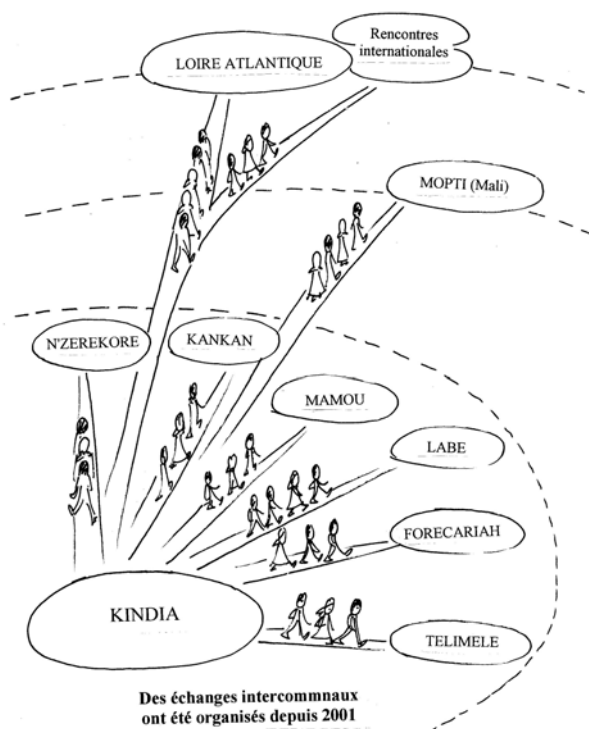 Rencontres
internationales
LOIRE ATLANTIQUE
MOPTI (Mali)
N'ZEREKORE
KANKAN
MAMOU
LABE
FORECARIAH
KINDIA
TELIMELE
Des échanges intercommnaux
ont été organisés depuis 2001